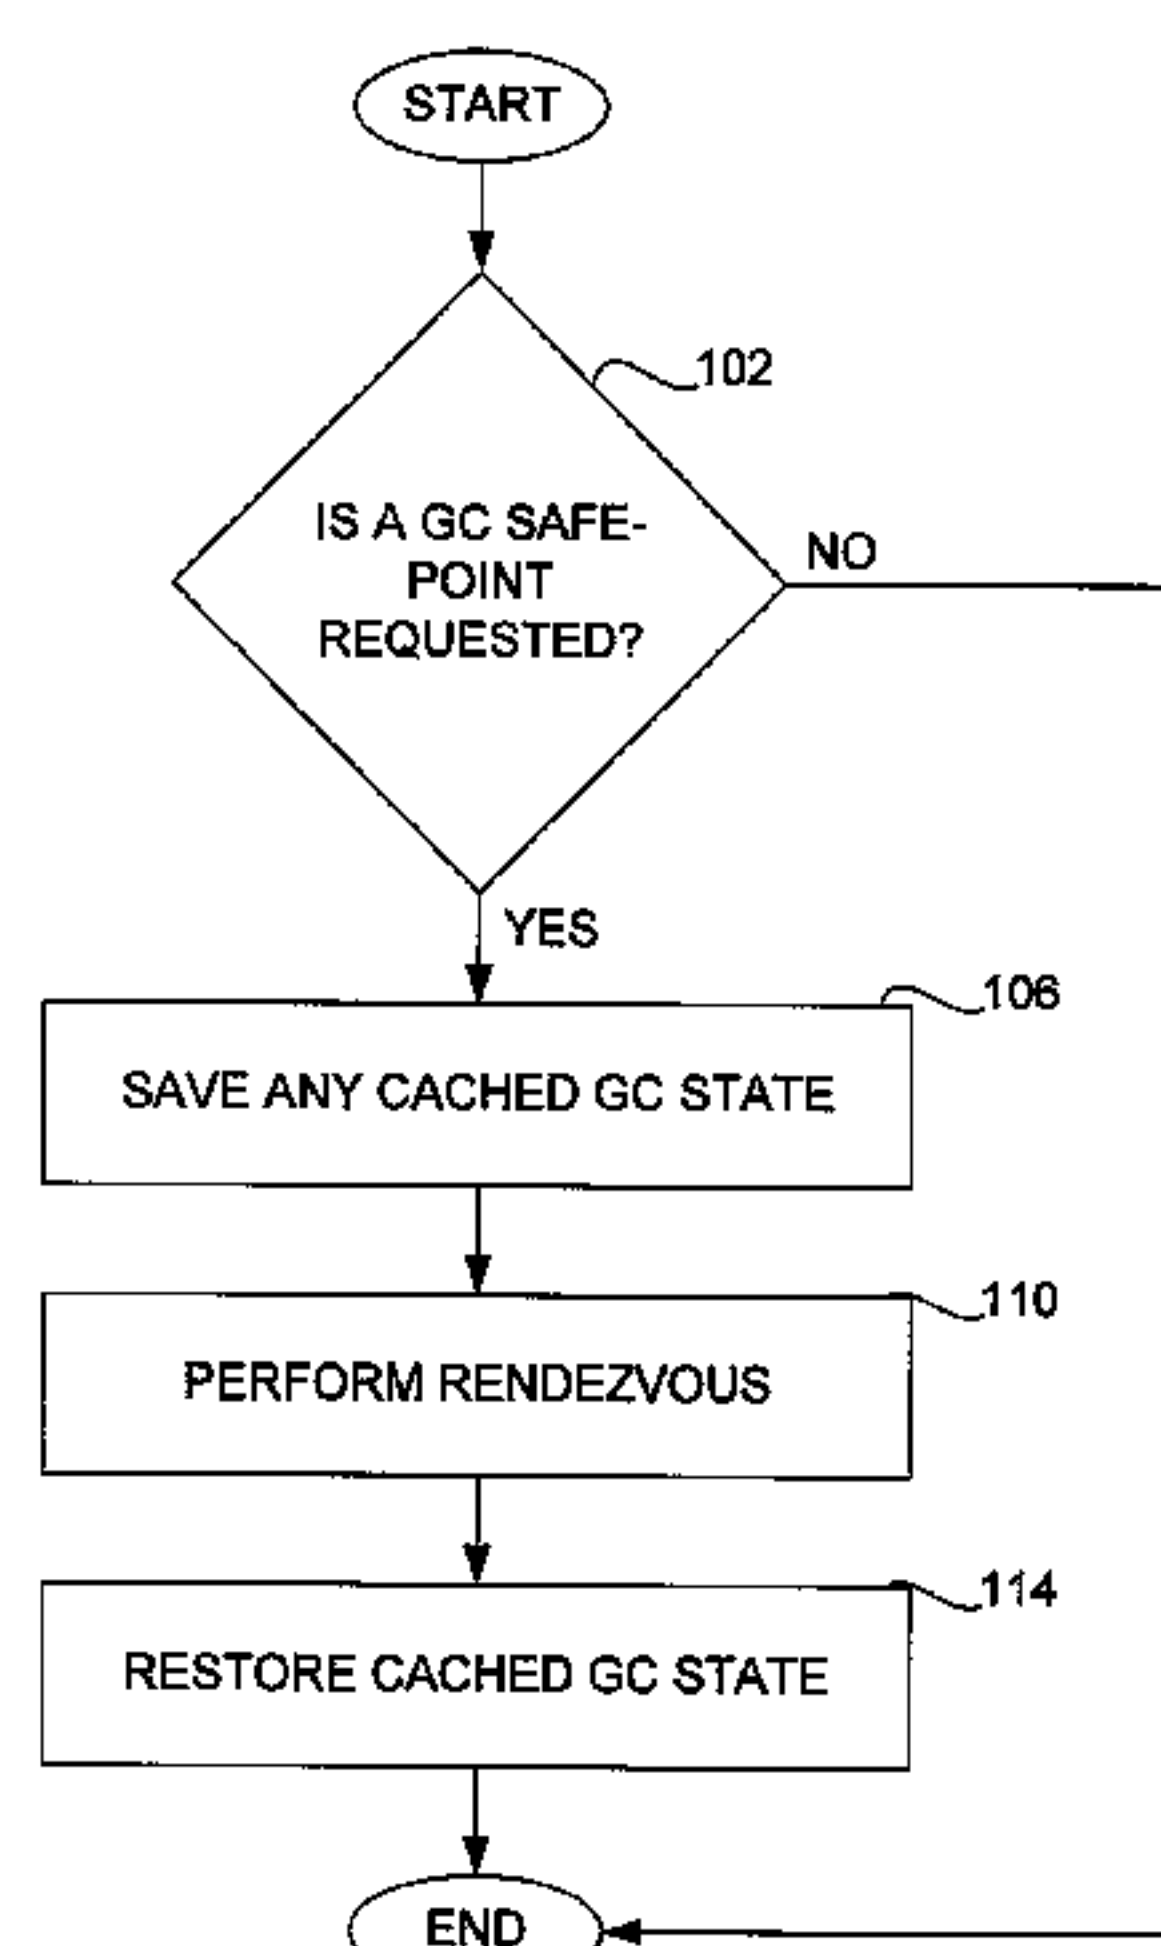 START
102
IS A GC SAFE-
POINT
REQUESTED?
NO
YES
106
SAVE ANY CACHED GC STATE
110
PERFORM RENDEZVOUS
114
RESTORE CACHED GC STATE
END